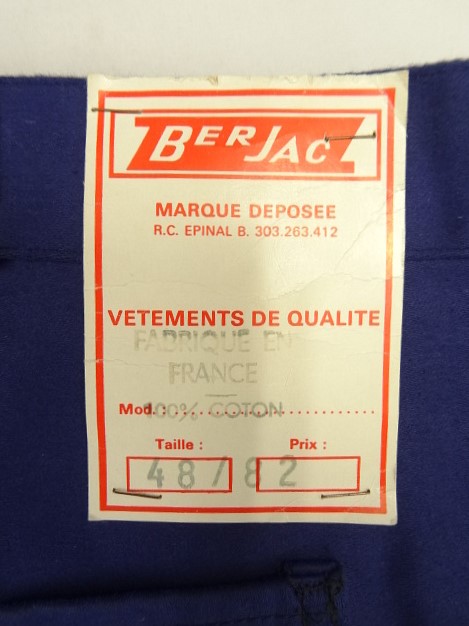 BERJAC
MARQUE DEPOSEE
R.C. EPINAL B. 303.263.412
VETEMENTS DE QUALITE
FABRIQUE EN
FRANCE
Mod. : ........................
100% COTON
Taille : Prix :
48/82